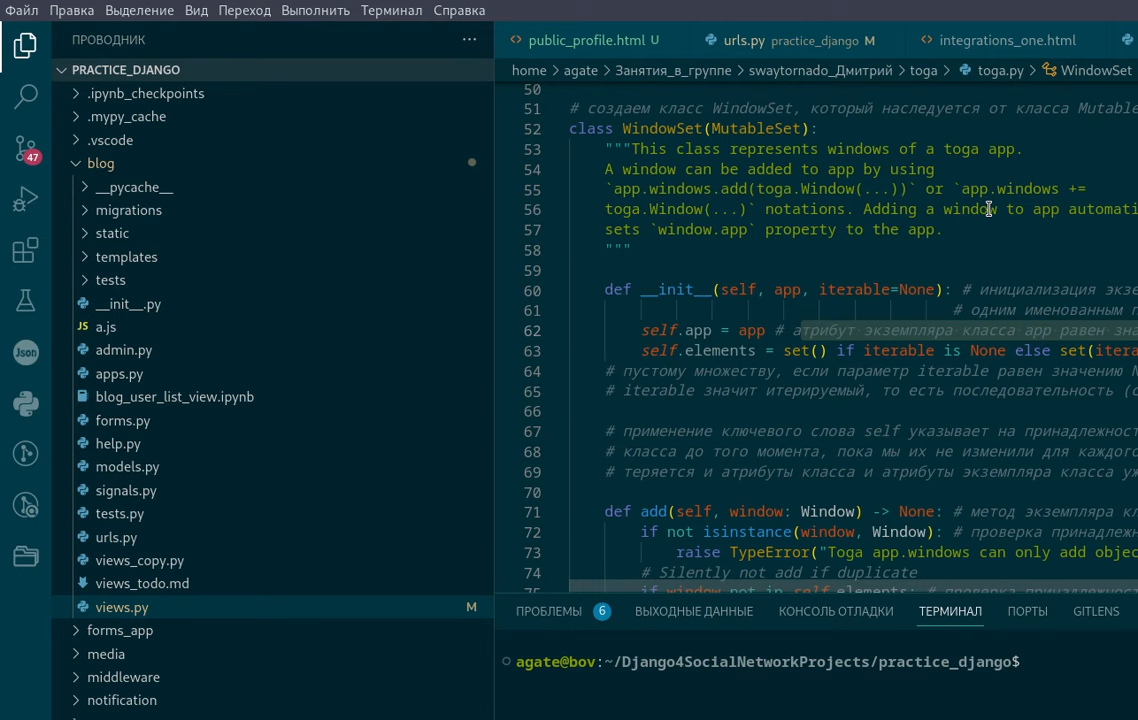 Файл Правка Выделение Вид Переход Выполнить Терминал Справка
ПРОВОДНИК ...
PRACTICE_DJANGO
.ipynb_checkpoints
.mypy_cache
.vscode
47
blog
__pycache__
migrations
static
templates
tests
__init__.py
JS a.js
admin.py
Json
apps.py
blog_user_list_view.ipynb
forms.py
help.py
models.py
signals.py
tests.py
urls.py
views_copy.py
views_todo.md
views.py M
forms_app
media
middleware
notification
public_profile.html U urls.py practice_django M integrations_one.html
home > agate > Занятия_в_группе > swaytornado_Дмитрий > toga > toga.py > WindowSet
50
51 # создаем класс WindowSet, который наследуется от класса Mutable
52 class WindowSet(MutableSet):
53 """This class represents windows of a toga app.
54 A window can be added to app by using
55 `app.windows.add(toga.Window(...))` or `app.windows +=
56 toga.Window(...)` notations. Adding a window to app automati
57 sets `window.app` property to the app.
58 """
59
60 def __init__(self, app, iterable=None): # инициализация экзе
61 # одним именованным п
62 self.app = app # атрибут экземпляра класса app равен зна
63 self.elements = set() if iterable is None else set(itera
64 # пустому множеству, если параметр iterable равен значению N
65 # iterable значит итерируемый, то есть последовательность (с
66
67 # применение ключевого слова self указывает на принадлежност
68 # класса до того момента, пока мы их не изменили для каждого
69 # теряется и атрибуты класса и атрибуты экземпляра класса уж
70
71 def add(self, window: Window) -> None: # метод экземпляра кл
72 if not isinstance(window, Window): # проверка принадлежн
73 raise TypeError("Toga app.windows can only add objec
74 # Silently not add if duplicate
75 if window not in self.elements: # проверка принадлежнос
ПРОБЛЕМЫ 6 ВЫХОДНЫЕ ДАННЫЕ КОНСОЛЬ ОТЛАДКИ ТЕРМИНАЛ ПОРТЫ GITLENS
agate@bov:~/Django4SocialNetworkProjects/practice_django$